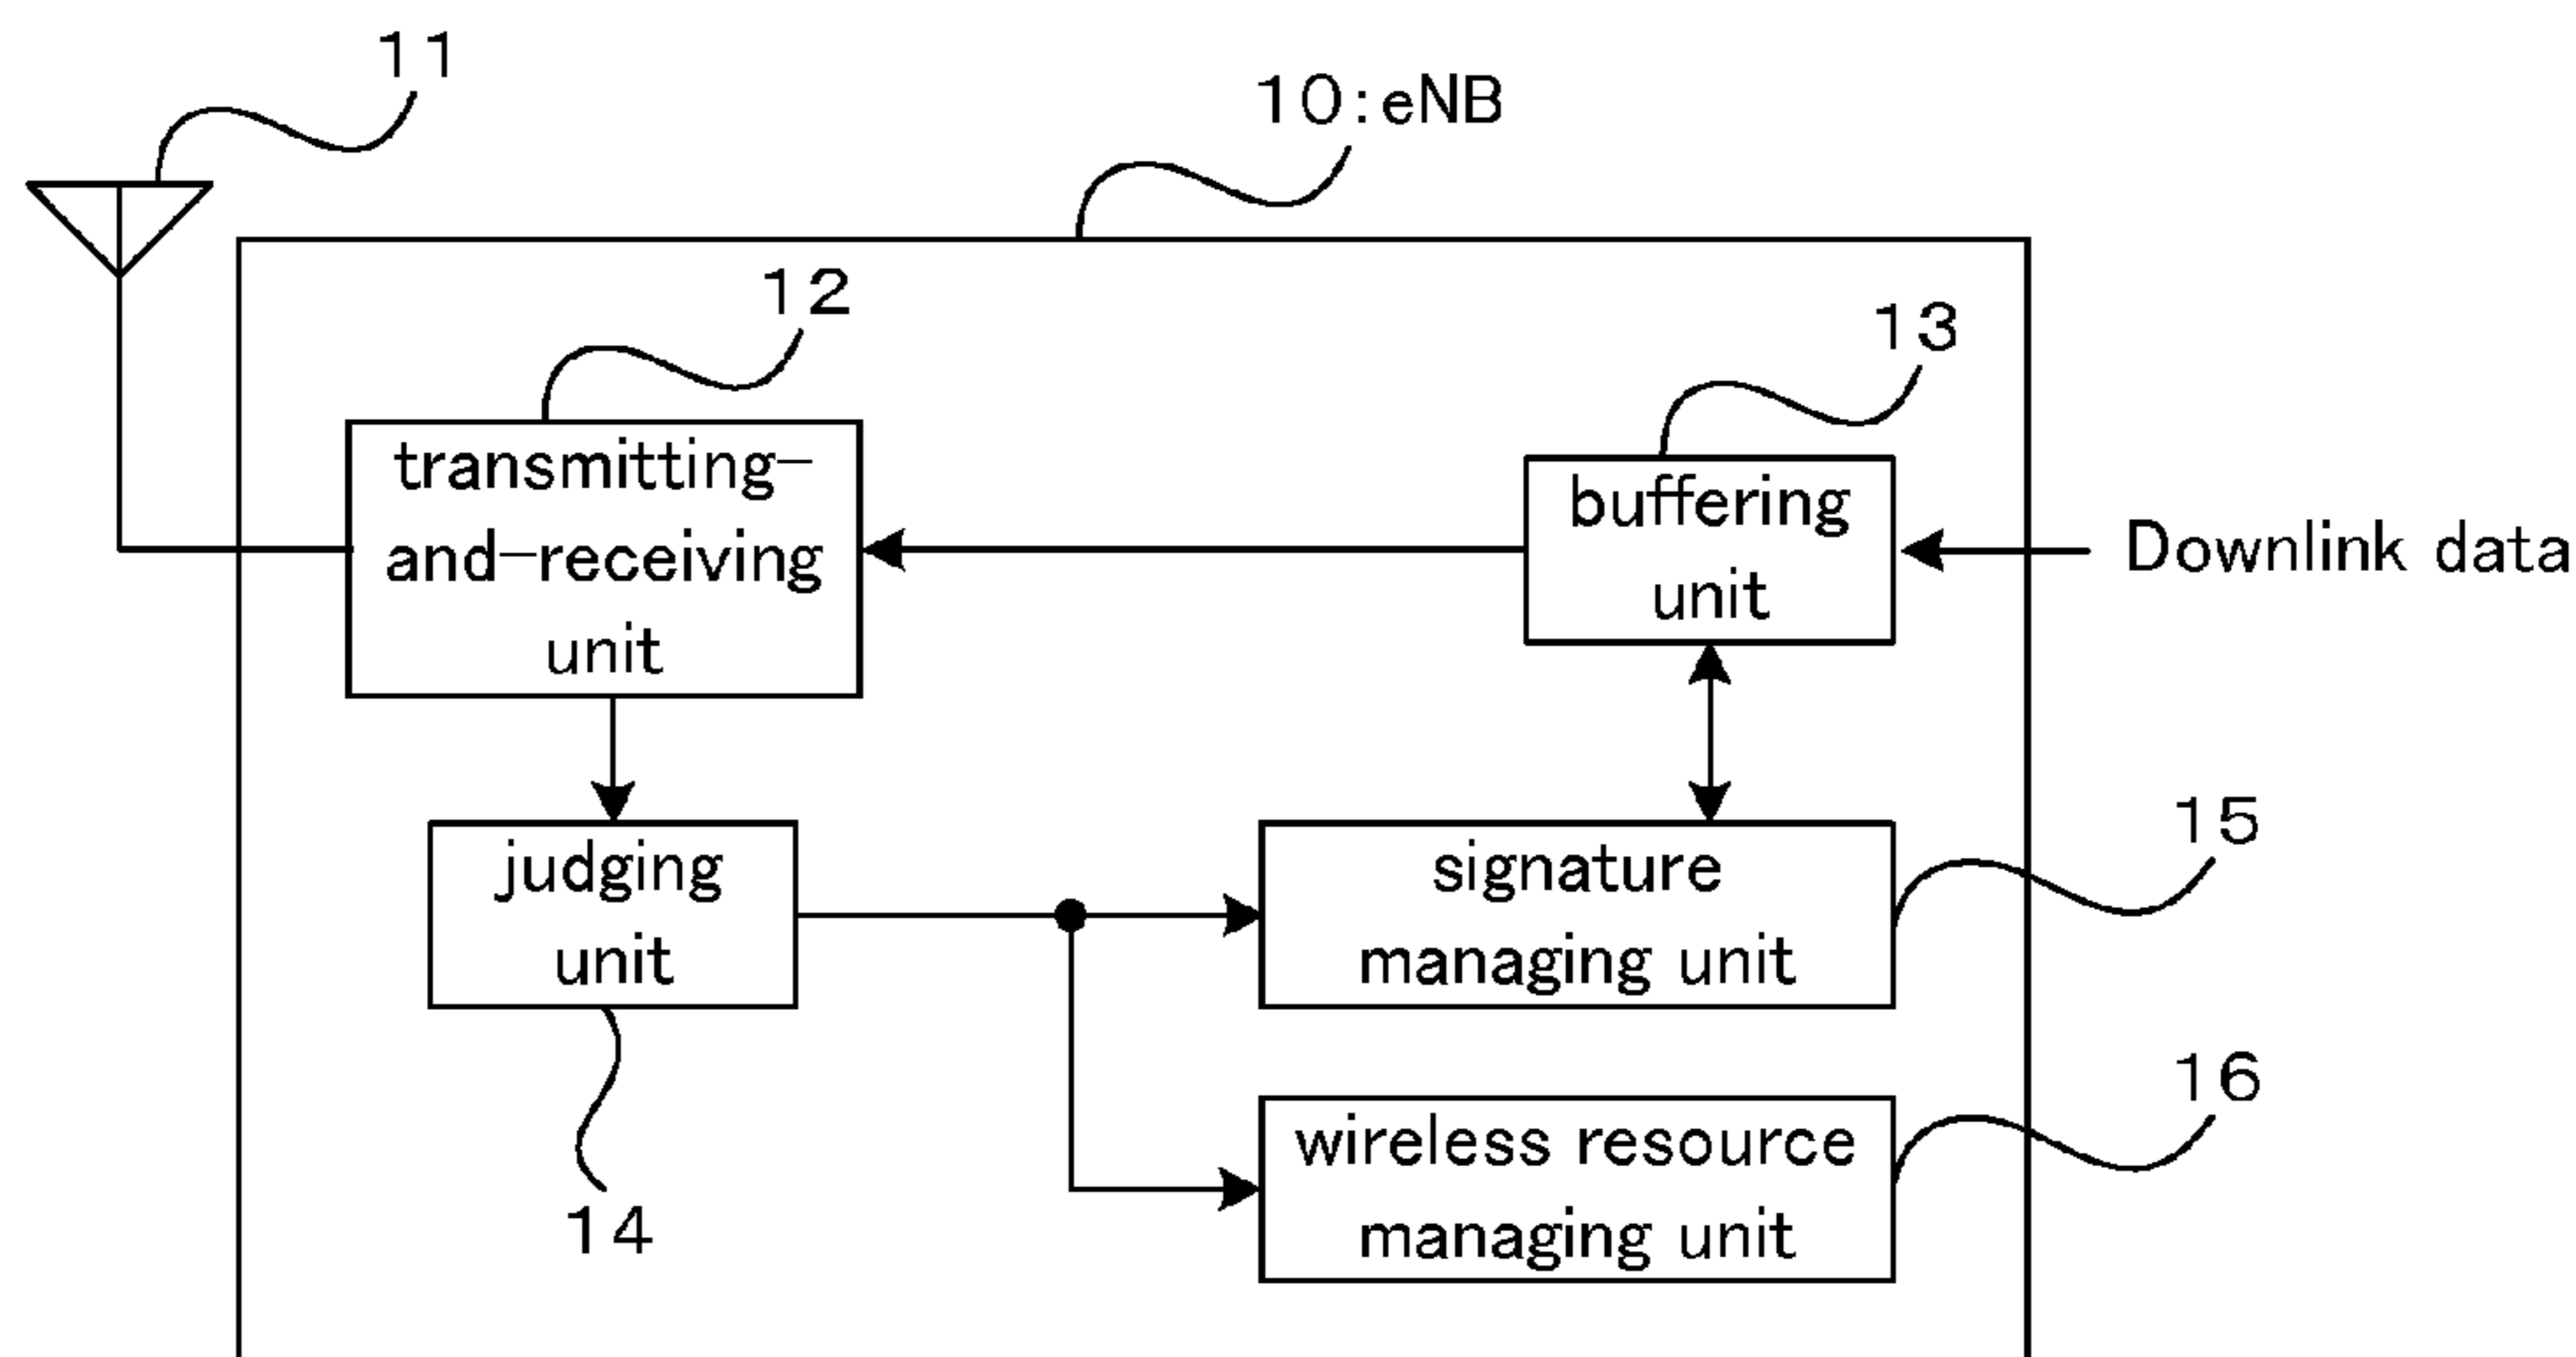 11
10:eNB
12
13
transmitting-
and-receiving
unit
buffering
unit
Downlink data
judging
unit
signature
managing unit
15
14
wireless resource
managing unit
16